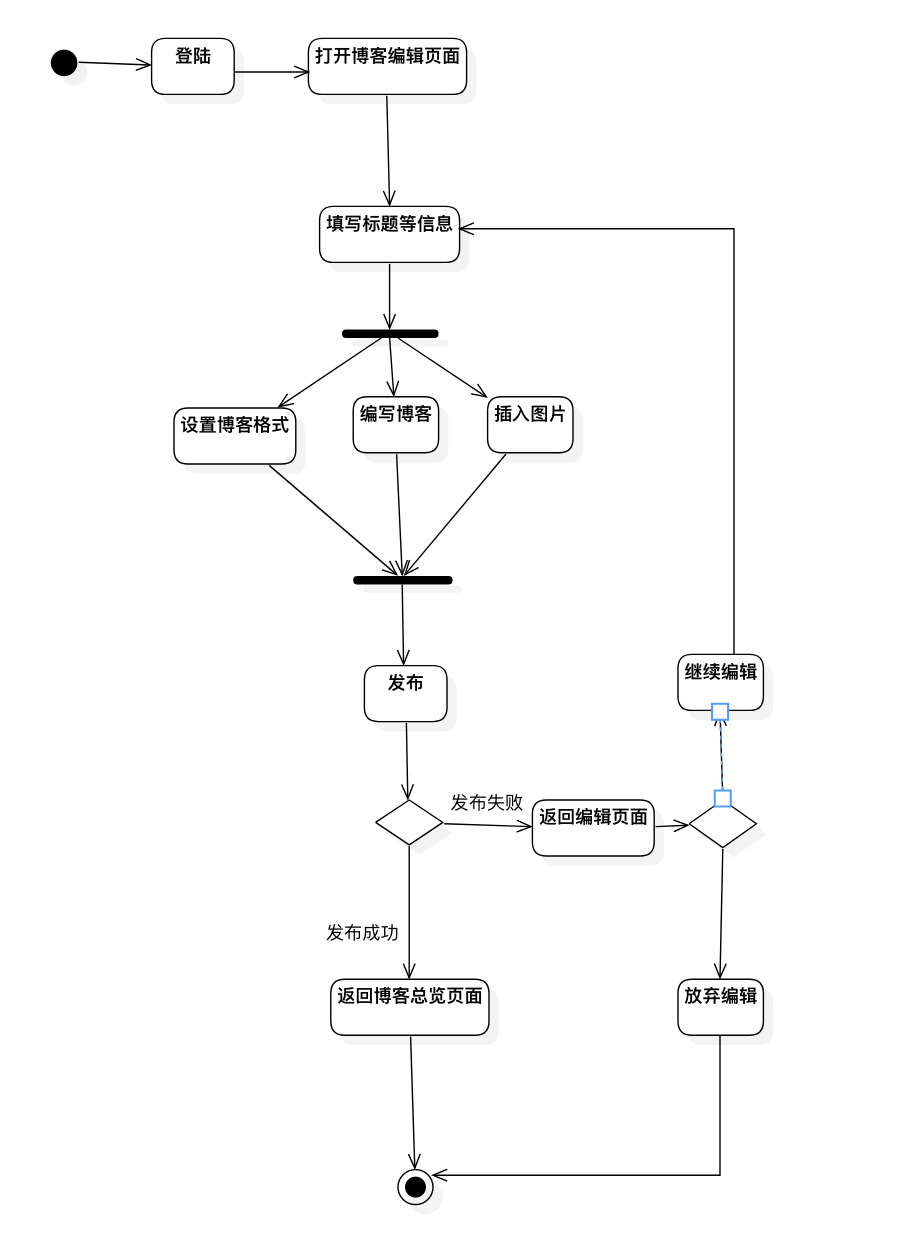 登陆
打开博客编辑页面
填写标题等信息
设置博客格式
编写博客
插入图片
发布
继续编辑
发布失败
返回编辑页面
发布成功
返回博客总览页面
放弃编辑